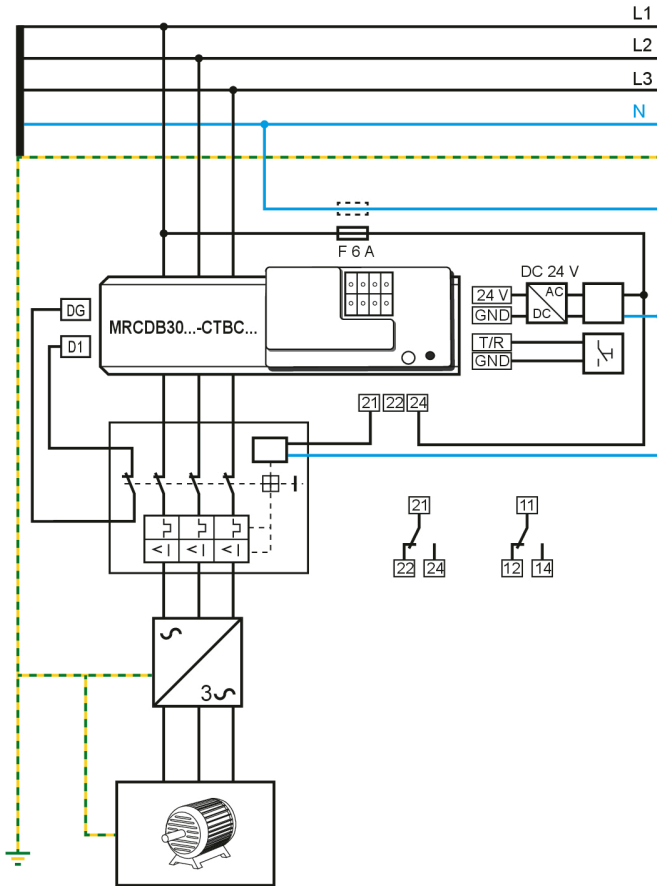 L1
L2
L3
N
F 6 A
DC 24 V
DG
D1
MRCDB30...-CTBC...
24 V
GND
AC
DC
T/R
GND
21 22 24
21
22 24
11
12 14
3